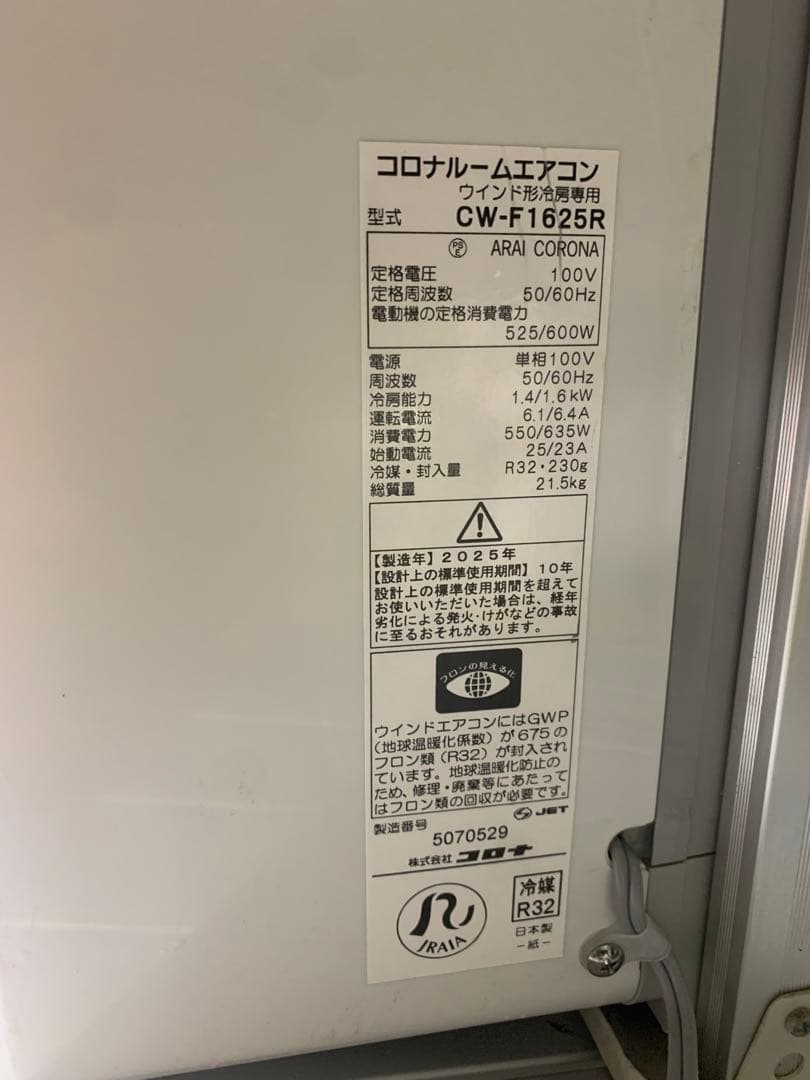 コロナルームエアコン
ウインド形冷房専用
型式 CW-F1625R
PS E ARAI CORONA
定格電圧 100V
定格周波数 50/60Hz
電動機の定格消費電力
525/600W
電源 単相100V
周波数 50/60Hz
冷房能力 1.4/1.6kW
運転電流 6.1/6.4A
消費電力 550/635W
始動電流 25/23A
冷媒・封入量 R32・230g
総質量 21.5kg
【製造年】2025年
【設計上の標準使用期間】10年
設計上の標準使用期間を超えて
お使いいただいた場合は、経年
劣化による発火・けがなどの事故
に至るおそれがあります。
フロンの見える化
ウインドエアコンにはGWP
(地球温暖化係数)が675の
フロン類(R32)が封入され
ています。地球温暖化防止の
ため、修理・廃棄等にあたって
はフロン類の回収が必要です。
JET
製造番号 5070529
株式会社コロナ
JRAIA
冷媒
R32
日本製
-紙-